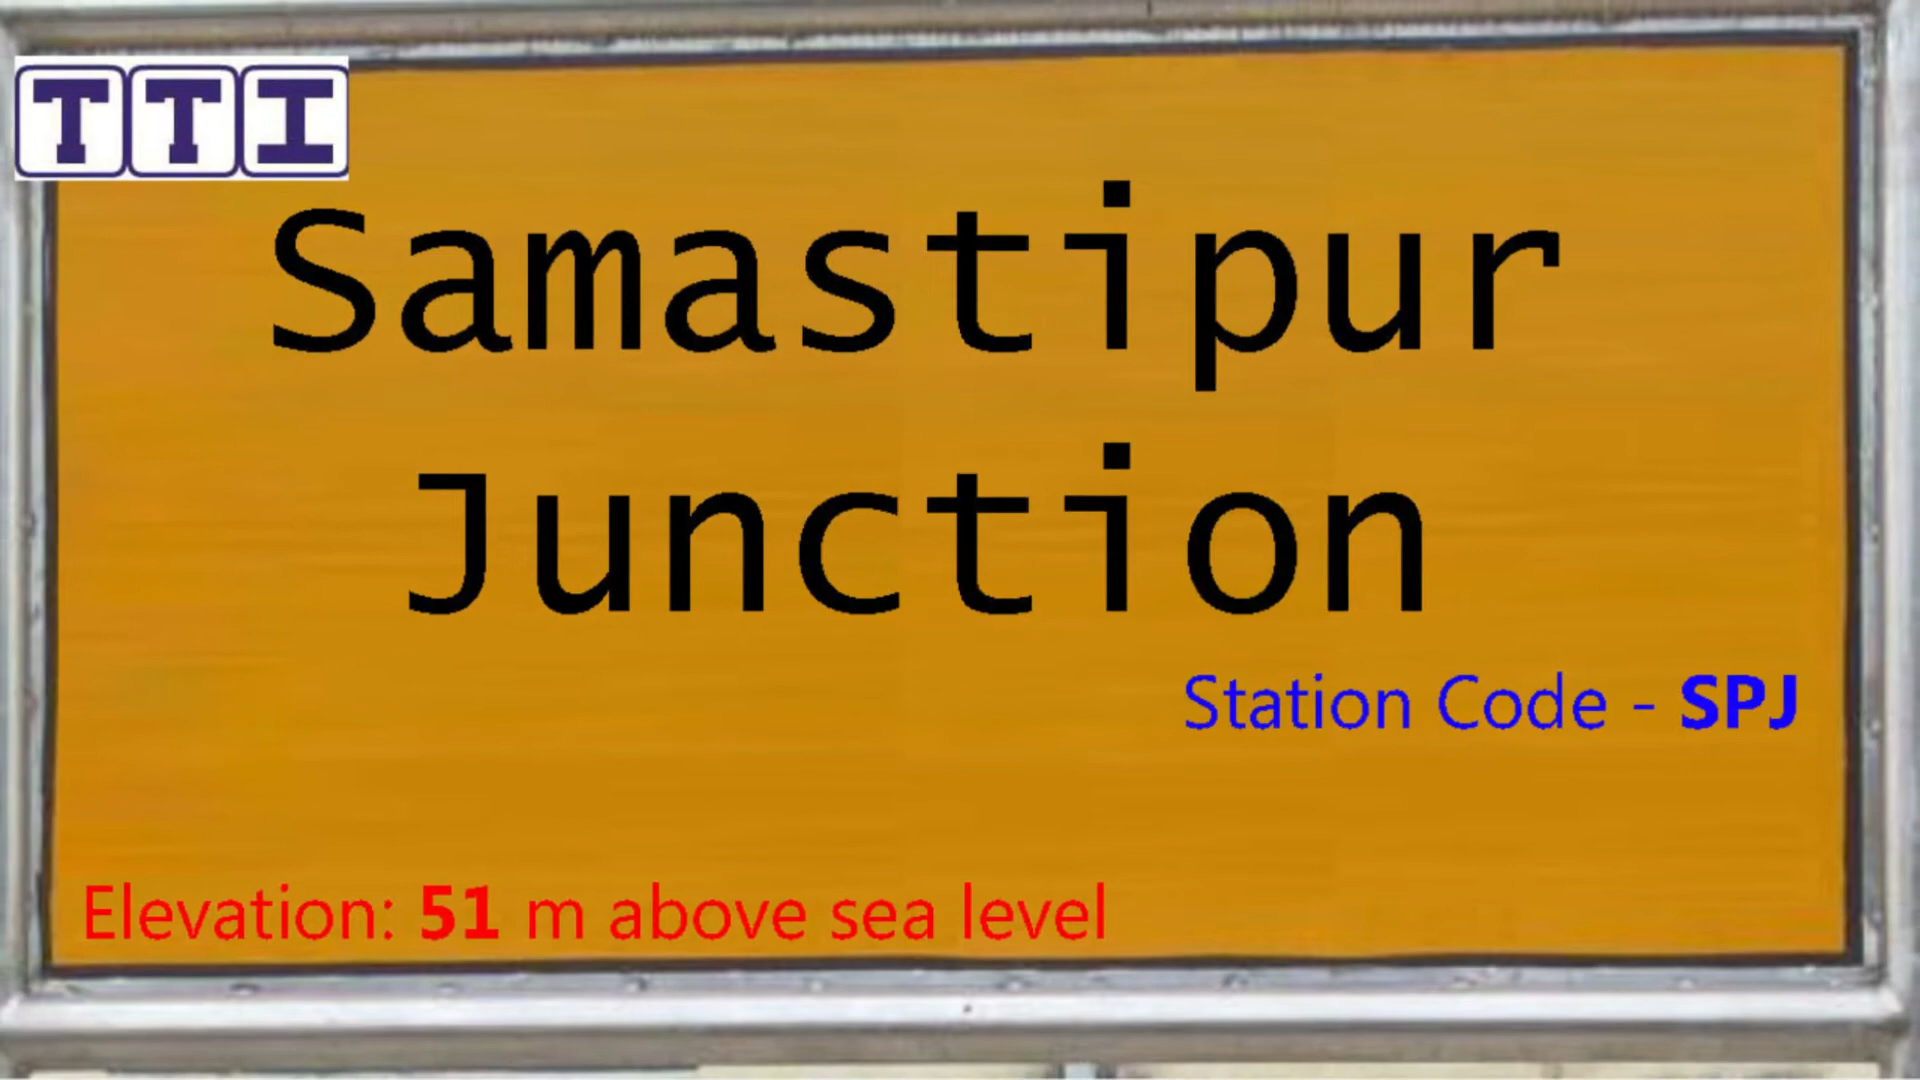 TTI
Samastipur
Junction
Station Code - SPJ
Elevation: 51 m above sea level